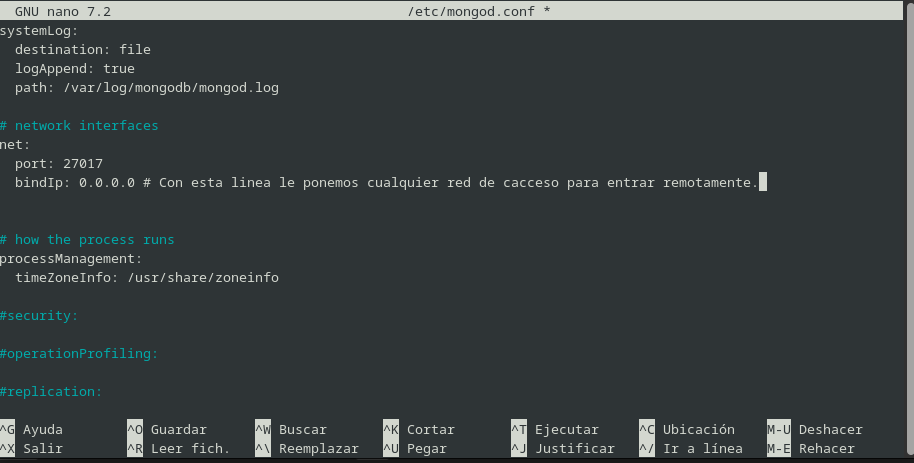 GNU nano 7.2 /etc/mongod.conf *
systemLog:
  destination: file
  logAppend: true
  path: /var/log/mongodb/mongod.log
# network interfaces
net:
  port: 27017
  bindIp: 0.0.0.0 # Con esta linea le ponemos cualquier red de cacceso para entrar remotamente.
# how the process runs
processManagement:
  timeZoneInfo: /usr/share/zoneinfo
#security:
#operationProfiling:
#replication:
^G Ayuda ^O Guardar ^W Buscar ^K Cortar ^T Ejecutar ^C Ubicación M-U Deshacer
^X Salir ^R Leer fich. ^\ Reemplazar ^U Pegar ^J Justificar ^/ Ir a línea M-E Rehacer